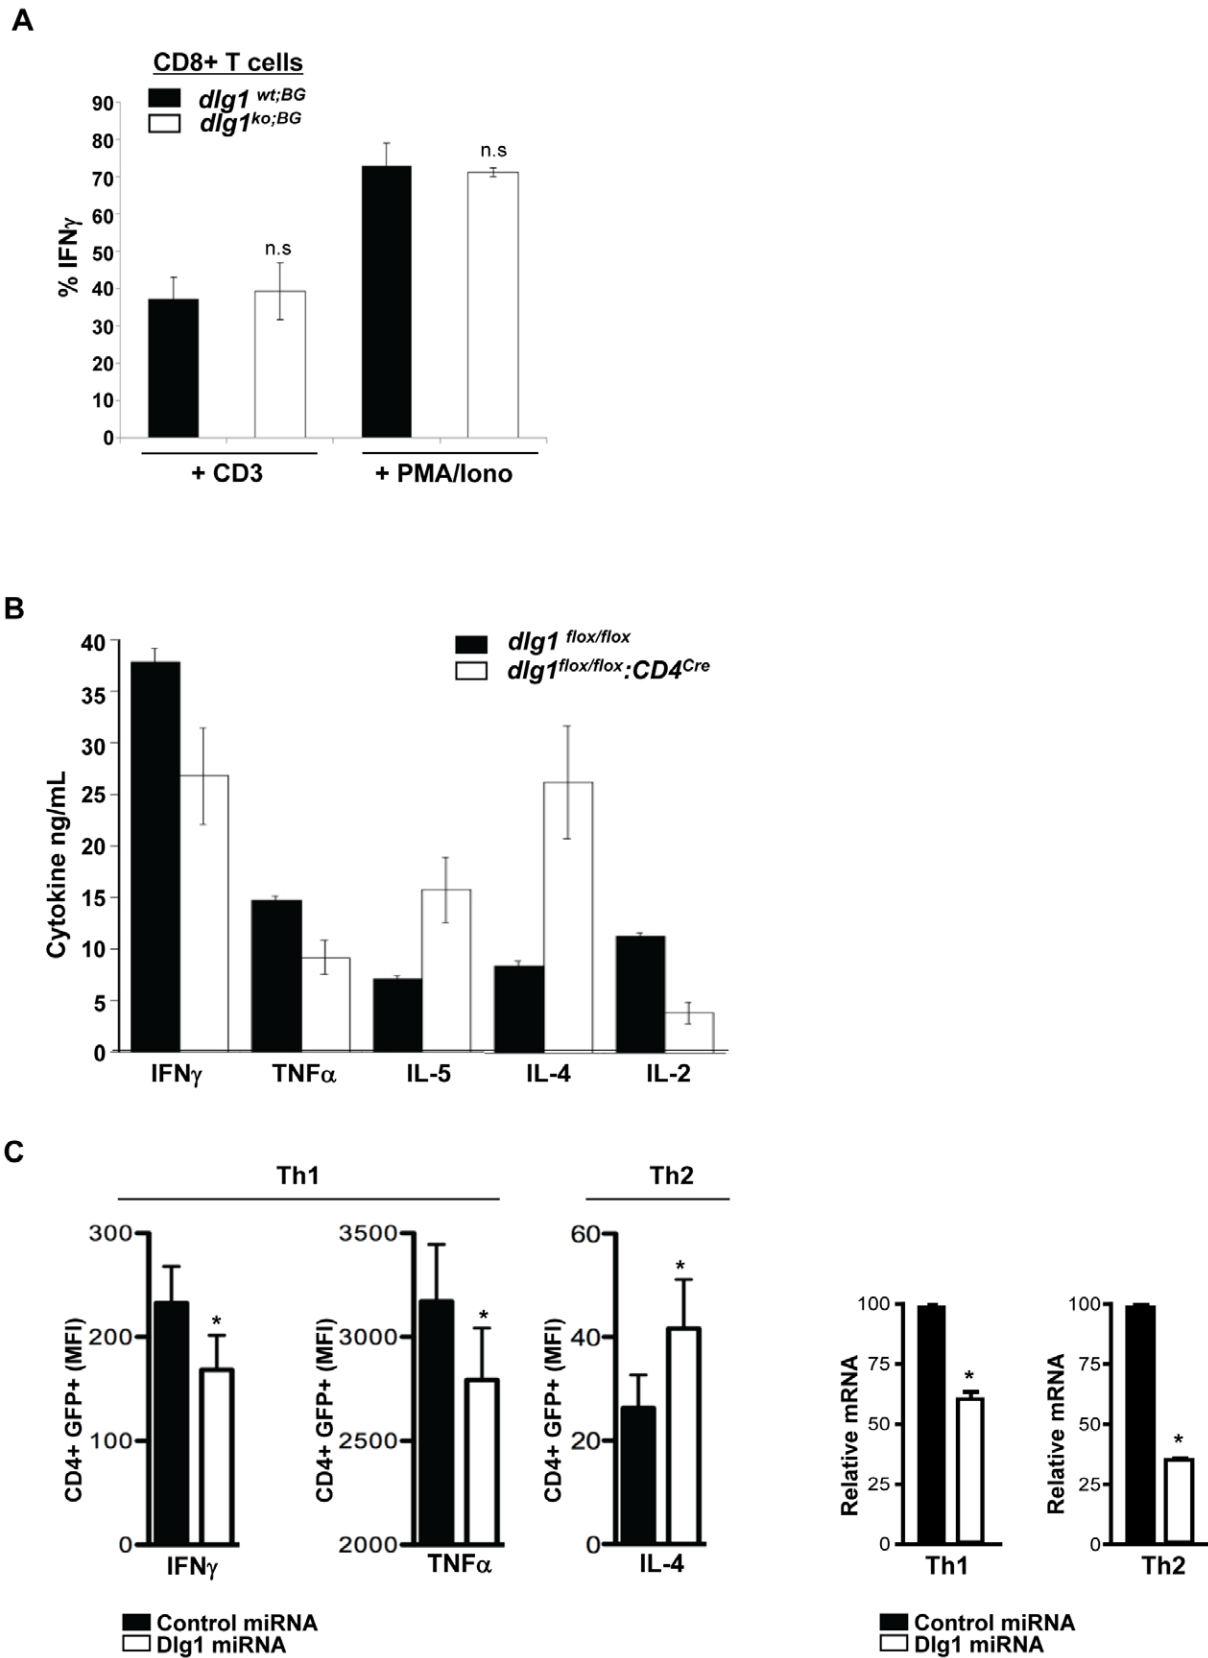 A
CD8+ T cells
dlg1 wt;BG
dlg1ko;BG
90
80
70
60
50
40
30
20
10
0
% IFNγ
n.s
n.s
+ CD3
+ PMA/Iono
B
dlg1 flox/flox
dlg1flox/flox:CD4Cre
40
35
30
25
20
15
10
5
0
Cytokine ng/mL
IFNγ
TNFα
IL-5
IL-4
IL-2
C
Th1
Th2
300
200
100
0
CD4+ GFP+ (MFI)
*
IFNγ
3500
3000
2500
2000
CD4+ GFP+ (MFI)
*
TNFα
60
40
20
0
CD4+ GFP+ (MFI)
*
IL-4
100
75
50
25
0
Relative mRNA
*
Th1
100
75
50
25
0
Relative mRNA
*
Th2
Control miRNA
Dlg1 miRNA
Control miRNA
Dlg1 miRNA